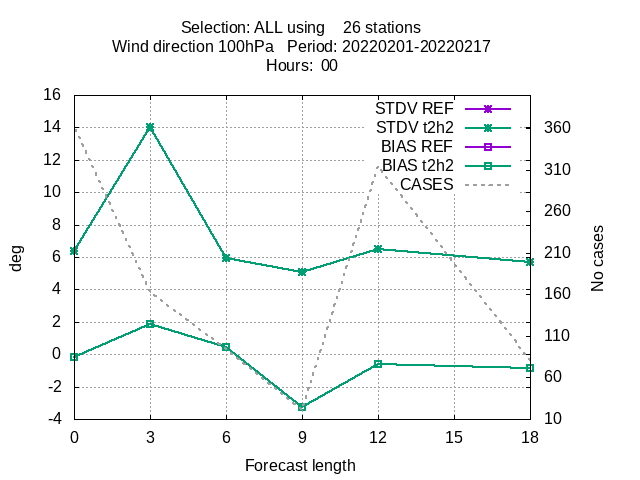 Selection: ALL using    26 stations
Wind direction 100hPa   Period: 20220201-20220217
Hours:  00
STDV REF
STDV t2h2
BIAS REF
BIAS t2h2
CASES
16
14
12
10
8
6
4
2
0
-2
-4
deg
360
310
260
210
160
110
60
10
No cases
0 3 6 9 12 15 18
Forecast length